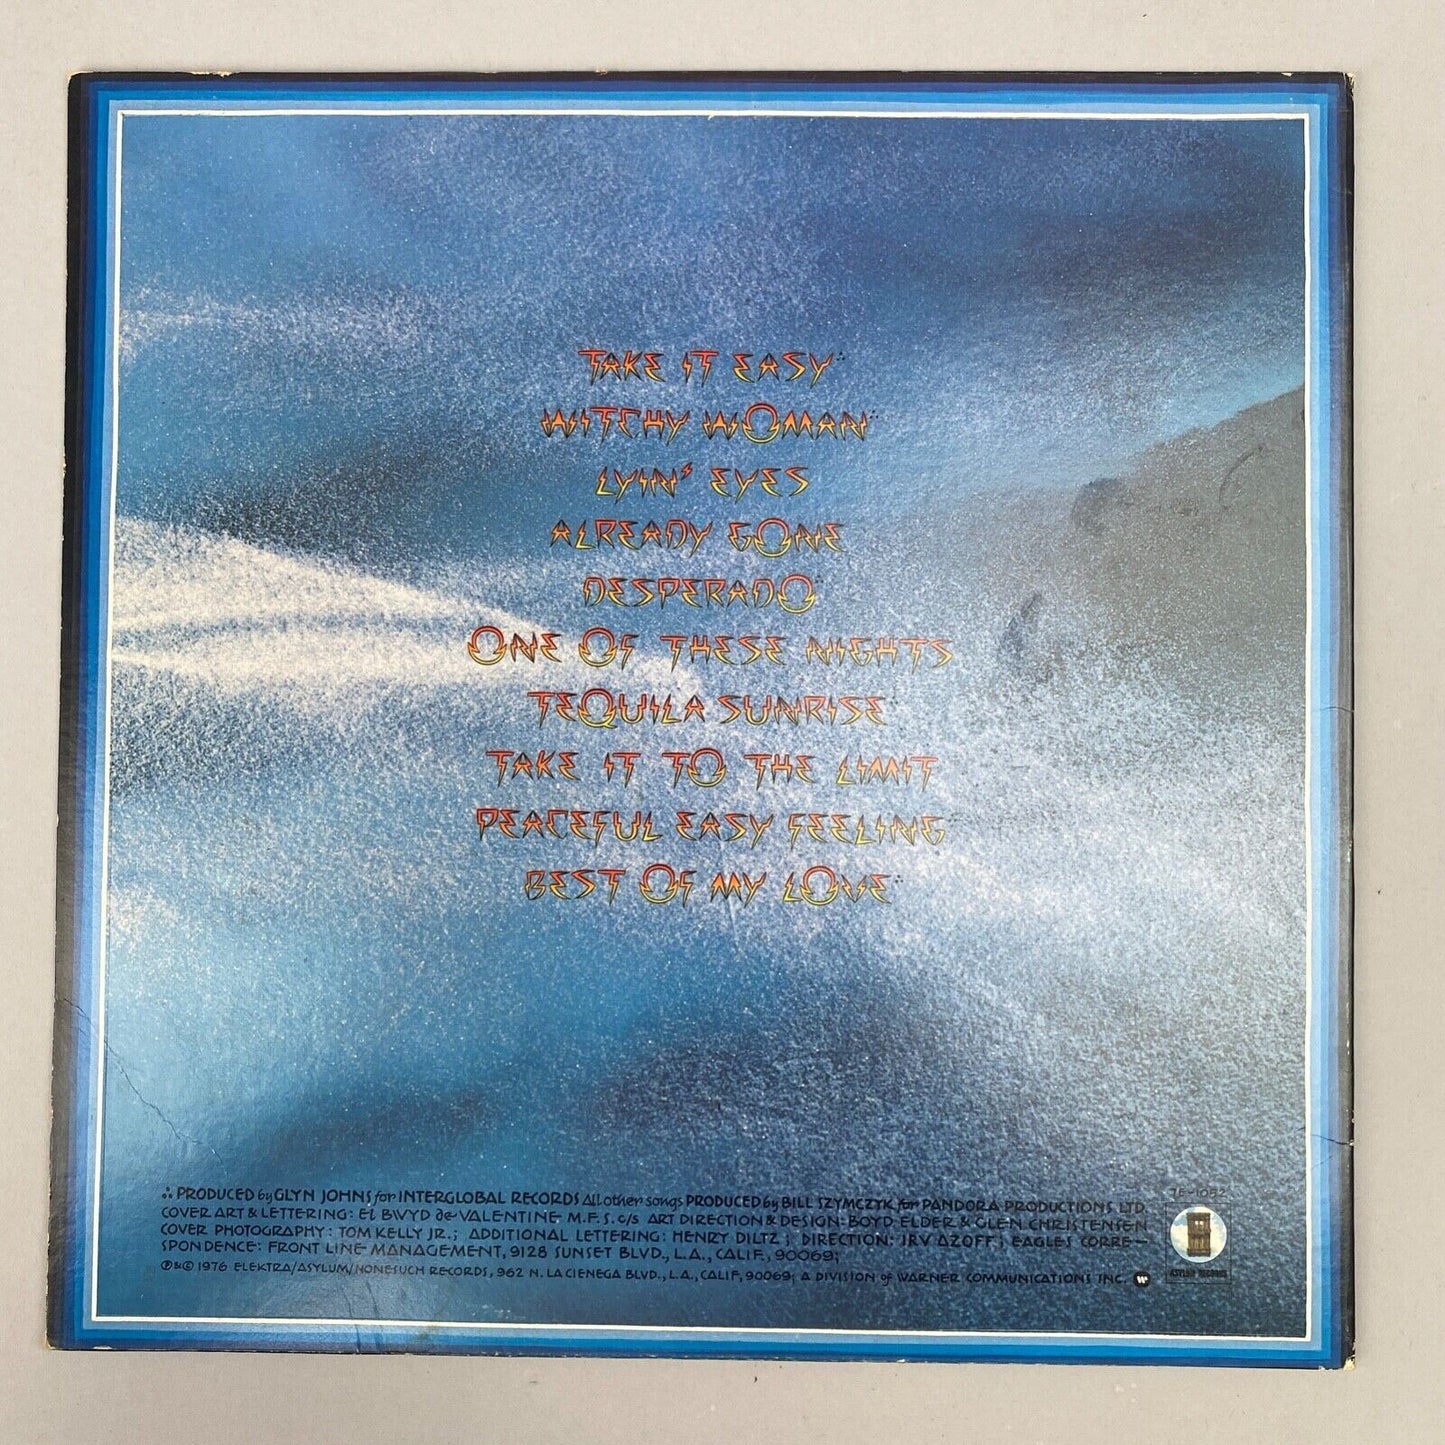 TAKE IT EASY∴
WITCHY WOMAN∴
LYIN' EYES
ALREADY GONE
DESPERADO∴
ONE OF THESE NIGHTS
TEQUILA SUNRISE∴
TAKE IT TO THE LIMIT
PEACEFUL EASY FEELING∴
BEST OF MY LOVE∴
∴ PRODUCED by GLYN JOHNS for INTERGLOBAL RECORDS All other songs PRODUCED by BILL SZYMCZYK for PANDORA PRODUCTIONS LTD.
COVER ART & LETTERING: El BWYD de VALENTINE M.F.S. c/s ART DIRECTION & DESIGN: BOYD ELDER & GLEN CHRISTENSEN
COVER PHOTOGRAPHY: TOM KELLY JR.; ADDITIONAL LETTERING: HENRY DILTZ; DIRECTION: IRV AZOFF; EAGLES CORRE–
SPONDENCE: FRONT LINE MANAGEMENT, 9128 SUNSET BLVD., L.A., CALIF., 90069;
℗&© 1976 ELEKTRA/ASYLUM/NONESUCH RECORDS, 962 N. LA CIENEGA BLVD., L.A., CALIF, 90069; A DIVISION of WARNER COMMUNICATIONS INC. W
7E-1052
ASYLUM RECORDS